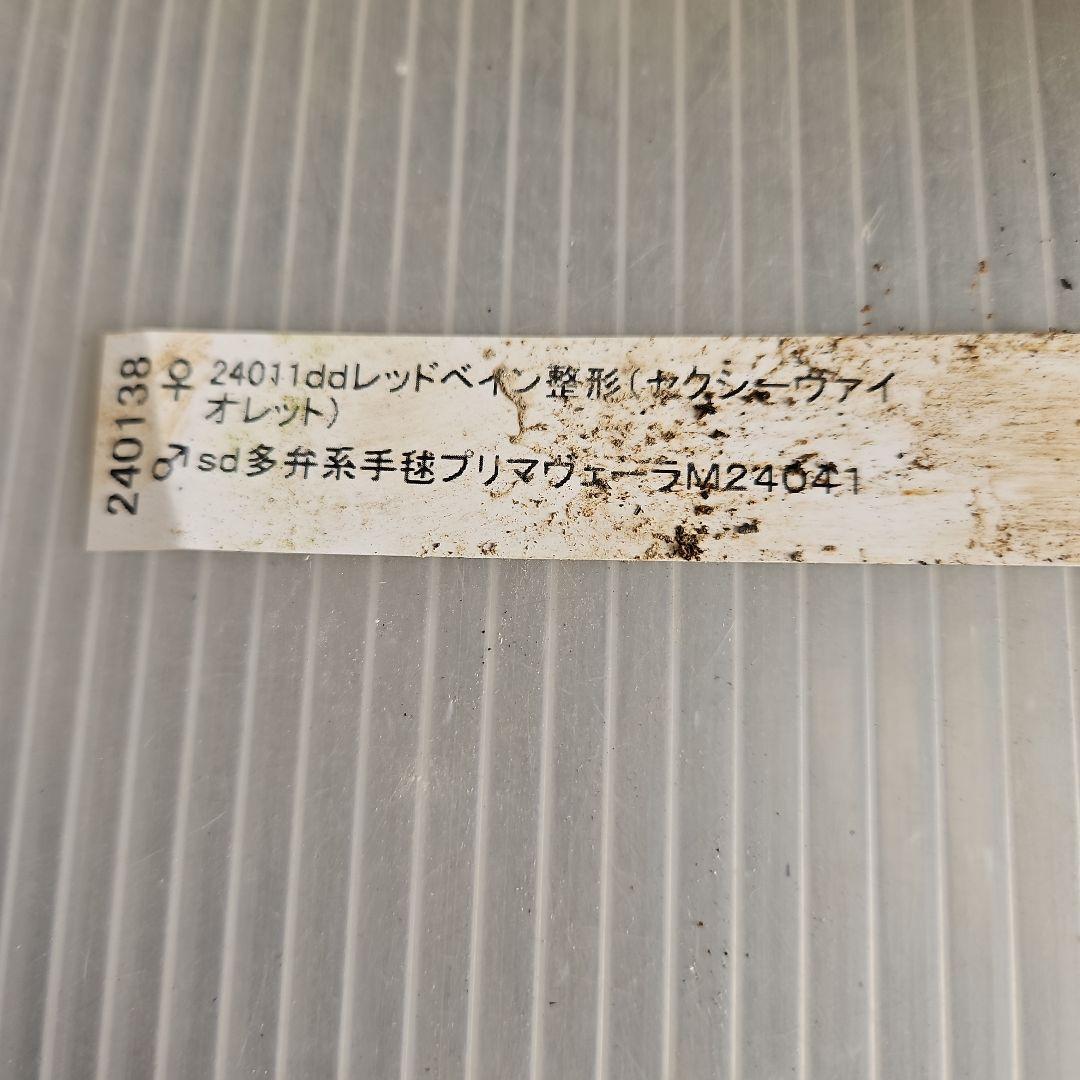 240138
♀ 24011ddレッドベイン整形(セクシーヴァイ
オレット)
♂sd多弁系手毬プリマヴェーラM24041